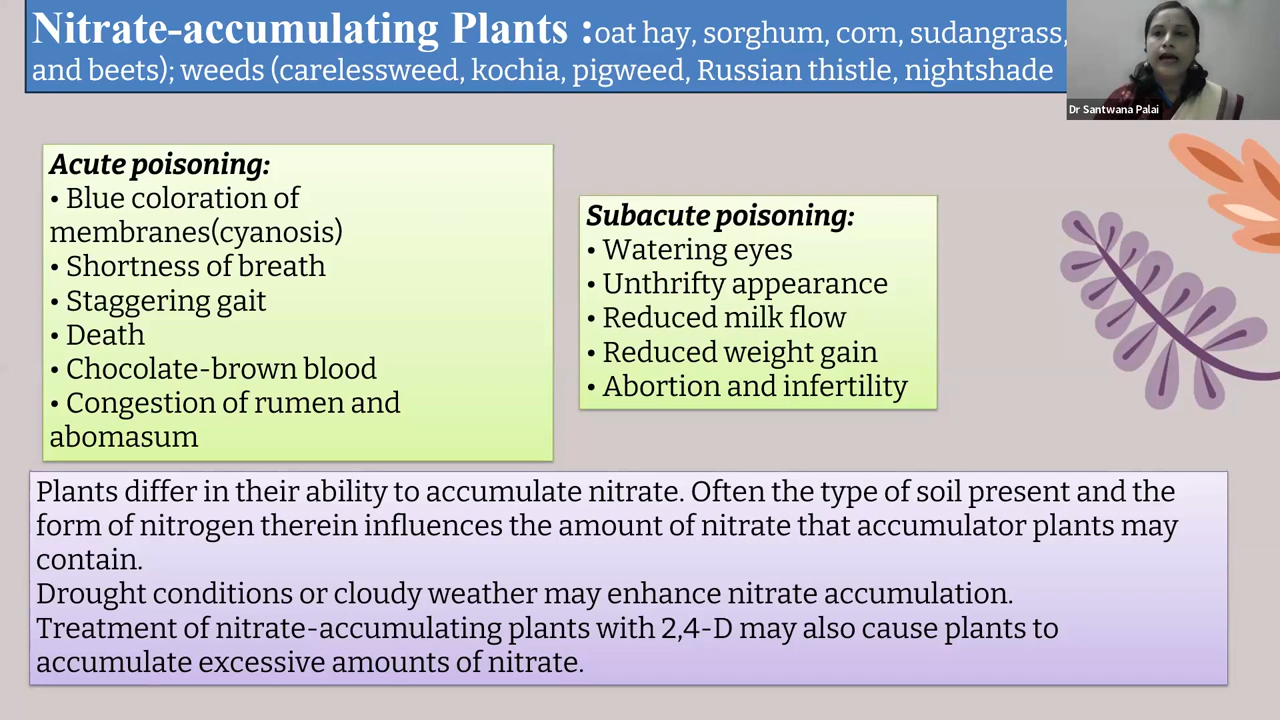 Nitrate-accumulating Plants :oat hay, sorghum, corn, sudangrass,
and beets); weeds (carelessweed, kochia, pigweed, Russian thistle, nightshade
Dr Santwana Palai
Acute poisoning:
• Blue coloration of
membranes(cyanosis)
• Shortness of breath
• Staggering gait
• Death
• Chocolate-brown blood
• Congestion of rumen and
abomasum
Subacute poisoning:
• Watering eyes
• Unthrifty appearance
• Reduced milk flow
• Reduced weight gain
• Abortion and infertility
Plants differ in their ability to accumulate nitrate. Often the type of soil present and the
form of nitrogen therein influences the amount of nitrate that accumulator plants may
contain.
Drought conditions or cloudy weather may enhance nitrate accumulation.
Treatment of nitrate-accumulating plants with 2,4-D may also cause plants to
accumulate excessive amounts of nitrate.